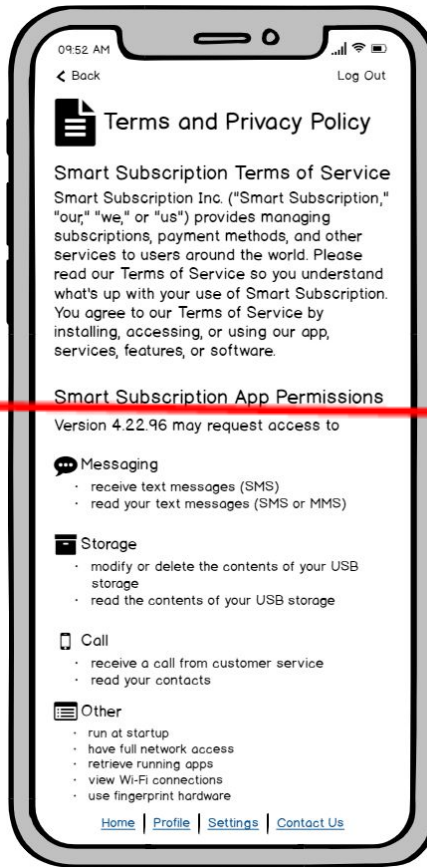 09:52 AM
Back
Log Out
Terms and Privacy Policy
Smart Subscription Terms of Service
Smart Subscription Inc. ("Smart Subscription,"
"our," "we," or "us") provides managing
subscriptions, payment methods, and other
services to users around the world. Please
read our Terms of Service so you understand
what's up with your use of Smart Subscription.
You agree to our Terms of Service by
installing, accessing, or using our app,
services, features, or software.
Smart Subscription App Permissions
Version 4.22.96 may request access to
Messaging
· receive text messages (SMS)
· read your text messages (SMS or MMS)
Storage
· modify or delete the contents of your USB
storage
· read the contents of your USB storage
Call
· receive a call from customer service
· read your contacts
Other
· run at startup
· have full network access
· retrieve running apps
· view Wi-Fi connections
· use fingerprint hardware
Home | Profile | Settings | Contact Us